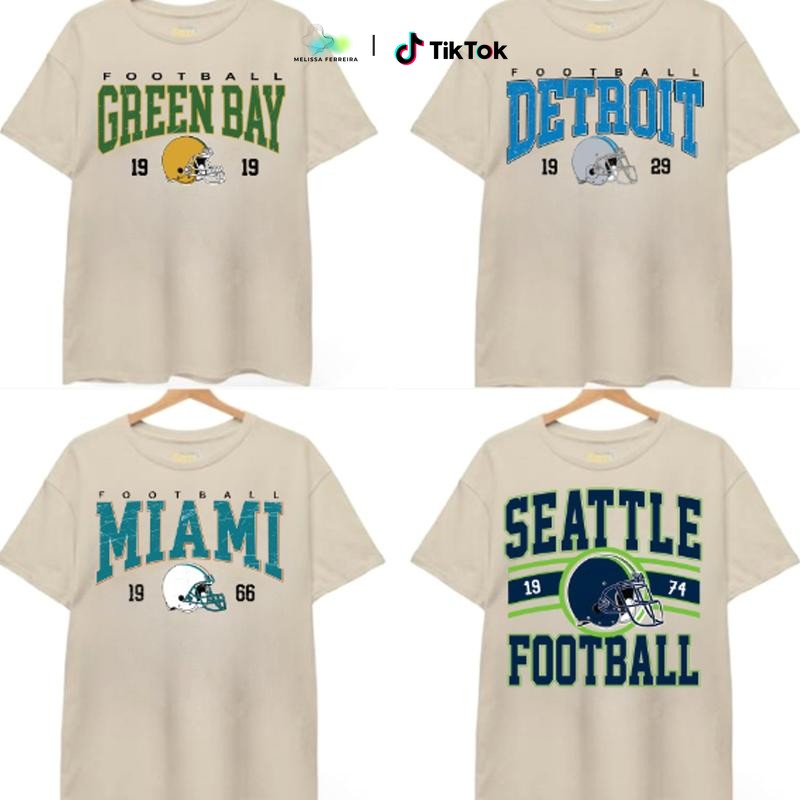 MELISSA FERREIRA
TikTok
FOOTBALL
GREEN BAY
19 19
FOOTBALL
DETROIT
19 29
FOOTBALL
MIAMI
19 66
SEATTLE
19 74
FOOTBALL